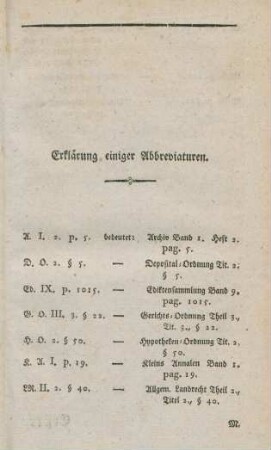 Erklärung einiger Abbreviaturen.
A. I. 2. p. 5. bedeutet: Archiv Band 1. Heft 2.
pag. 5.
D. O. 2. § 5. — Deposital-Ordnung Tit. 2.
§ 5.
Ed. IX. p. 1015. — Ediktensammlung Band 9.
pag. 1015.
G. O. III. 3. § 22. — Gerichts-Ordnung Theil 3,
Tit. 3., § 22.
H. O. 2. § 50. — Hypotheken-Ordnung Tit. 2.
§ 50.
K. A. I. p. 19. — Kleins Annalen Band 1.
pag. 19.
LR. II. 2. § 40. — Allgem. Landrecht Theil 2.,
Titel 2., § 40.
M.